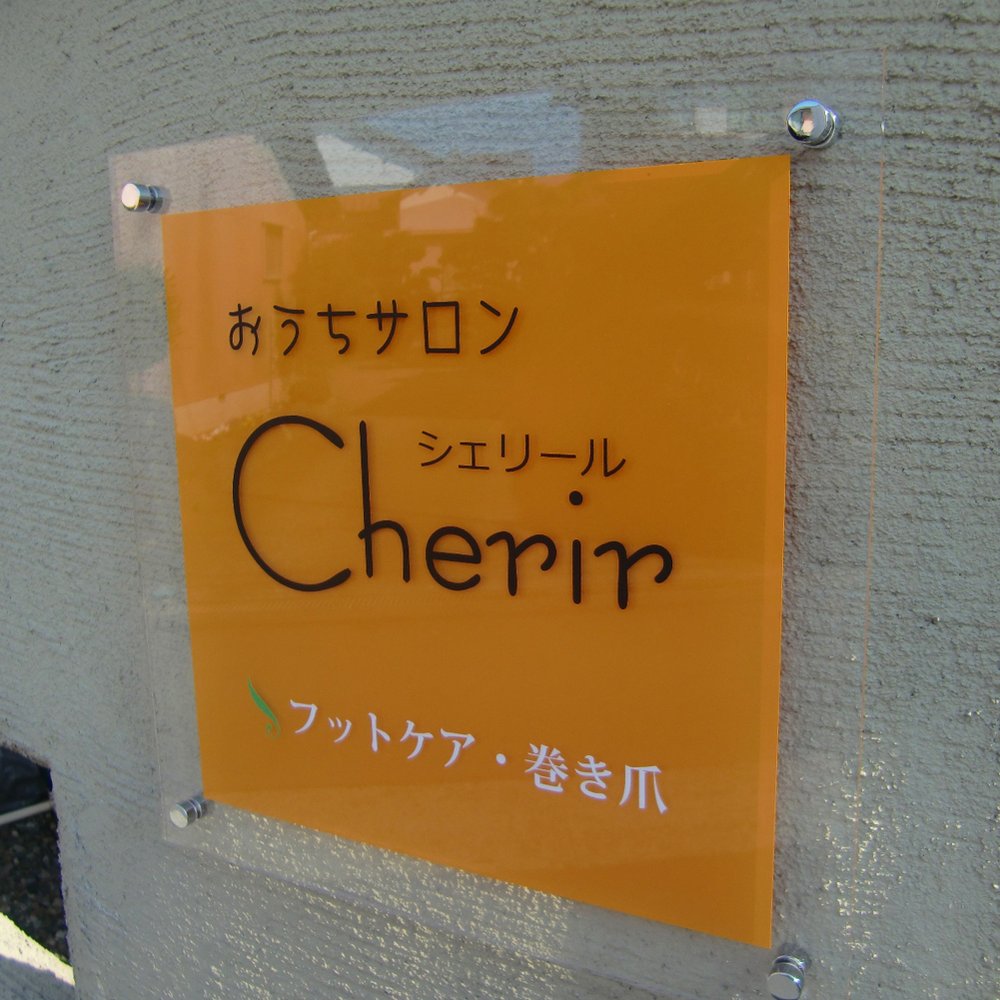 おうちサロン
シェリール
Cherir
フットケア・巻き爪